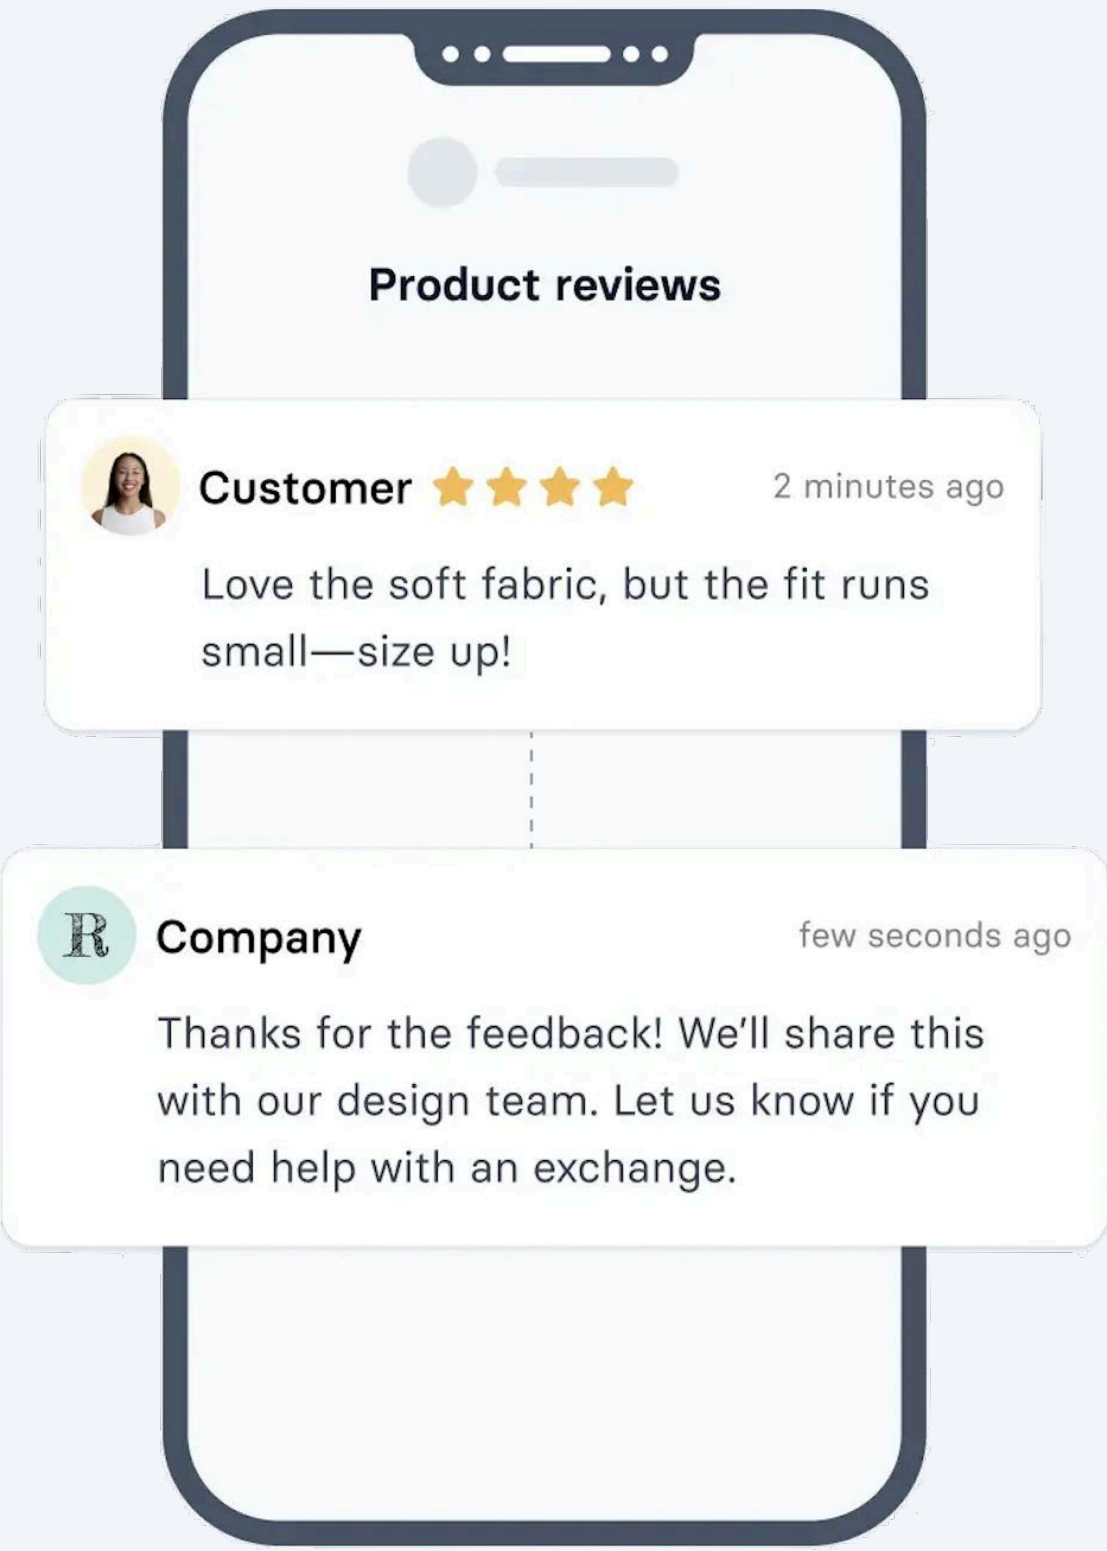 Product reviews
Customer
2 minutes ago
Love the soft fabric, but the fit runs
small—size up!
R
Company
few seconds ago
Thanks for the feedback! We’ll share this
with our design team. Let us know if you
need help with an exchange.